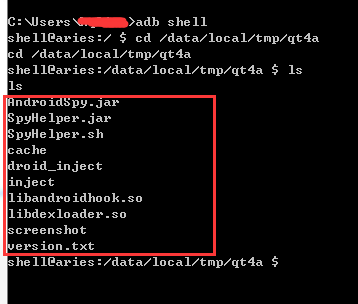 C:\Users\>adb shell
shell@aries:/ $ cd /data/local/tmp/qt4a
cd /data/local/tmp/qt4a
shell@aries:/data/local/tmp/qt4a $ ls
ls
AndroidSpy.jar
SpyHelper.jar
SpyHelper.sh
cache
droid_inject
inject
libandroidhook.so
libdexloader.so
screenshot
version.txt
shell@aries:/data/local/tmp/qt4a $